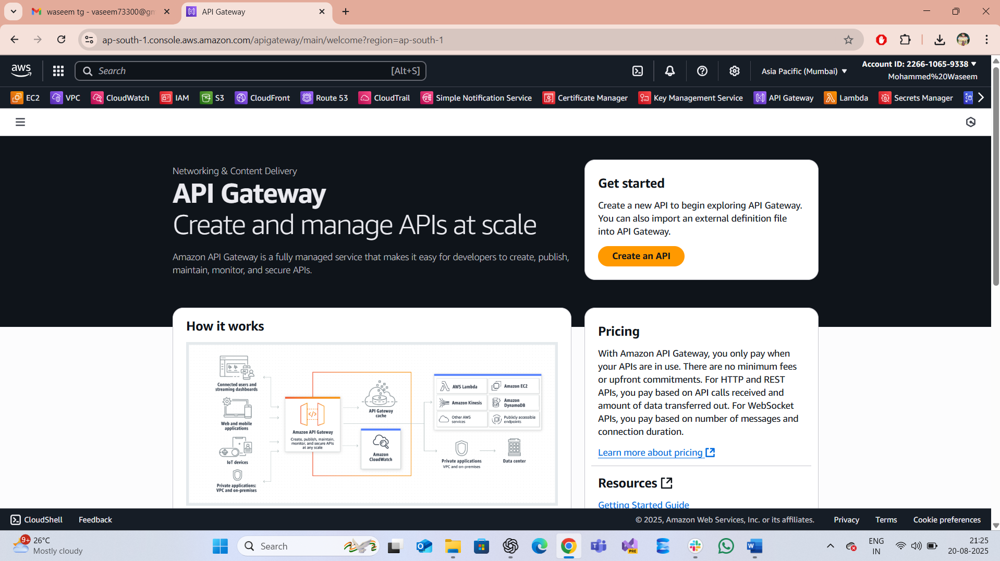 waseem tg - vaseem73300@gm
API Gateway
ap-south-1.console.aws.amazon.com/apigateway/main/welcome?region=ap-south-1
aws
Search
[Alt+S]
Asia Pacific (Mumbai)
Account ID: 2266-1065-9338
Mohammed%20Waseem
EC2
VPC
CloudWatch
IAM
S3
CloudFront
Route 53
CloudTrail
Simple Notification Service
Certificate Manager
Key Management Service
API Gateway
Lambda
Secrets Manager
Networking & Content Delivery
API Gateway
Create and manage APIs at scale
Amazon API Gateway is a fully managed service that makes it easy for developers to create, publish,
maintain, monitor, and secure APIs.
Get started
Create a new API to begin exploring API Gateway.
You can also import an external definition file
into API Gateway.
Create an API
How it works
Connected users and
streaming dashboards
Web and mobile
applications
IoT devices
Private applications:
VPC and on-premises
Amazon API Gateway
Create, publish, maintain,
monitor, and secure APIs
at any scale
API Gateway
cache
Amazon
CloudWatch
AWS Lambda
Amazon EC2
Amazon Kinesis
Amazon
DynamoDB
Other AWS
services
Publicly accessible
endpoints
Private applications
VPC and on-premises
Data center
Pricing
With Amazon API Gateway, you only pay when
your APIs are in use. There are no minimum fees
or upfront commitments. For HTTP and REST
APIs, you pay based on API calls received and
amount of data transferred out. For WebSocket
APIs, you pay based on number of messages and
connection duration.
Learn more about pricing
Resources
Getting Started Guide
CloudShell
Feedback
© 2025, Amazon Web Services, Inc. or its affiliates.
Privacy
Terms
Cookie preferences
9+
26°C
Mostly cloudy
Search
PRE
ENG
IN
21:25
20-08-2025